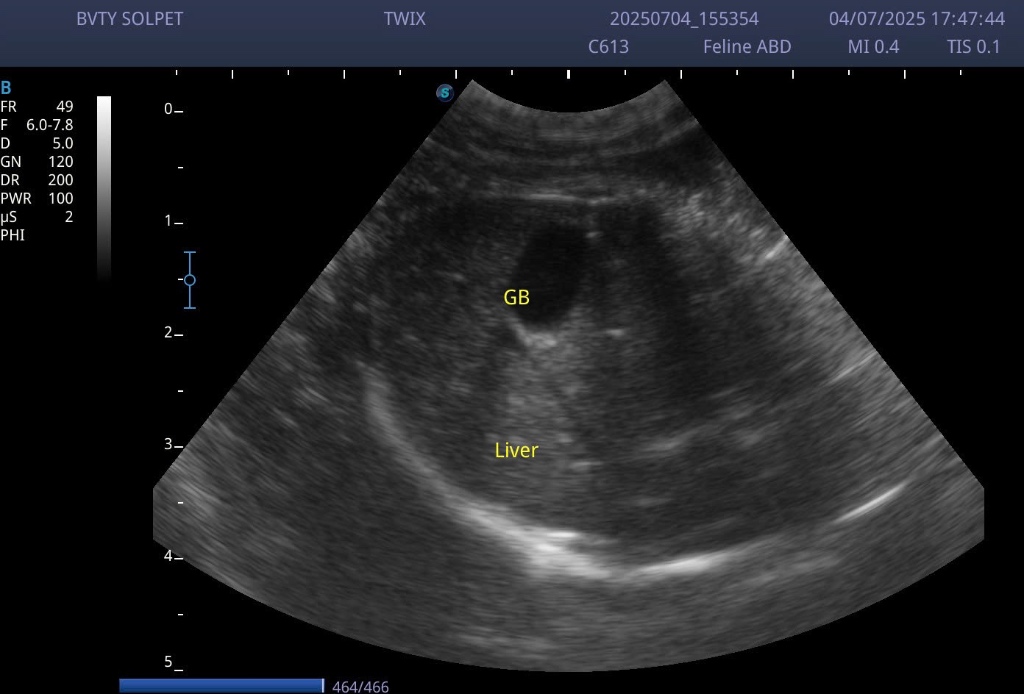 BVTY SOLPET TWIX 20250704_155354 04/07/2025 17:47:44
C613 Feline ABD MI 0.4 TIS 0.1
B
FR 49
F 6.0-7.8
D 5.0
GN 120
DR 200
PWR 100
µS 2
PHI
S
0
1
2
3
4
5
GB
Liver
464/466